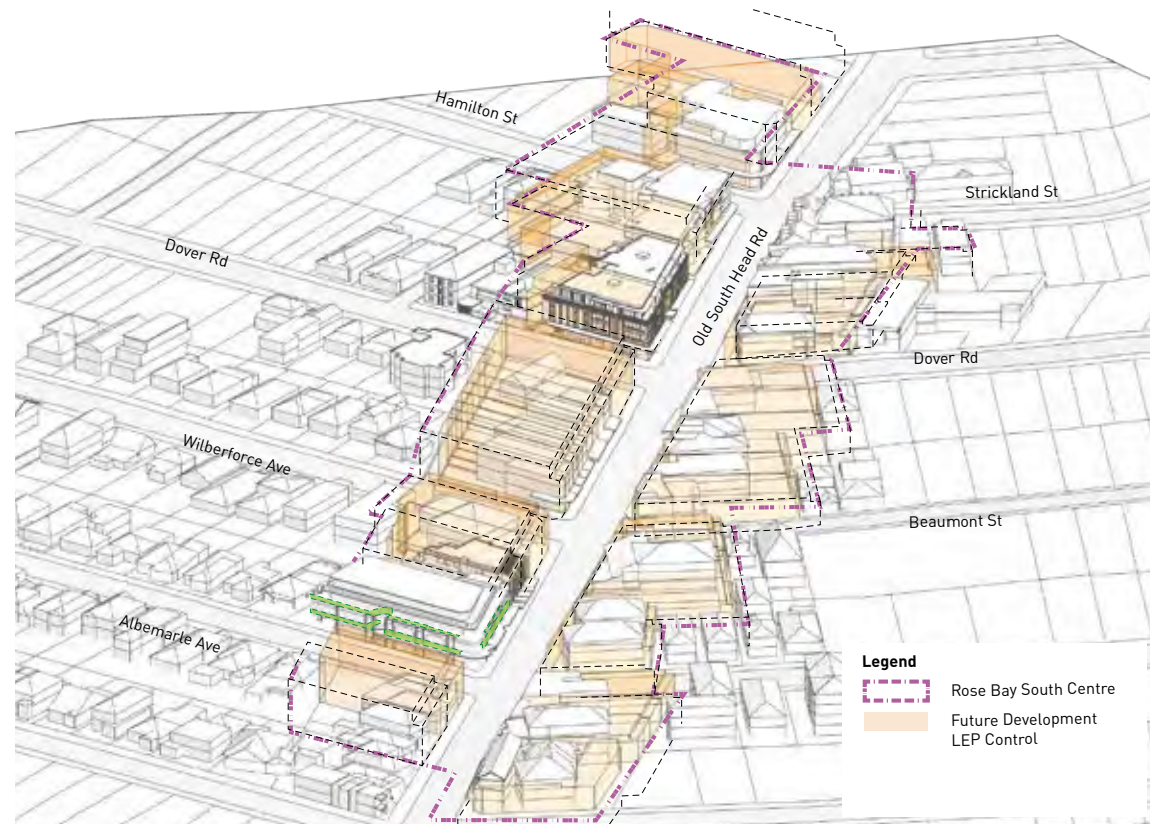 Hamilton St
Strickland St
Dover Rd
Old South Head Rd
Dover Rd
Wilberforce Ave
Beaumont St
Albemarle Ave
Legend
Rose Bay South Centre
Future Development
LEP Control